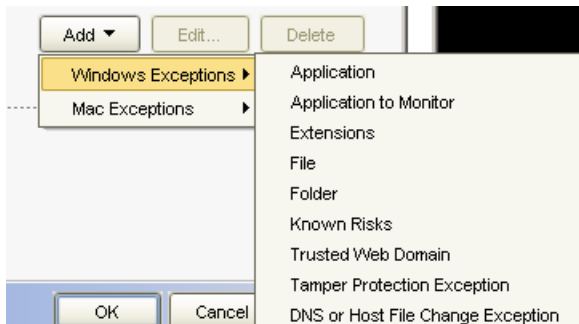 Add
Edit...
Delete
Windows Exceptions
Mac Exceptions
Application
Application to Monitor
Extensions
File
Folder
Known Risks
Trusted Web Domain
Tamper Protection Exception
DNS or Host File Change Exception
OK
Cancel